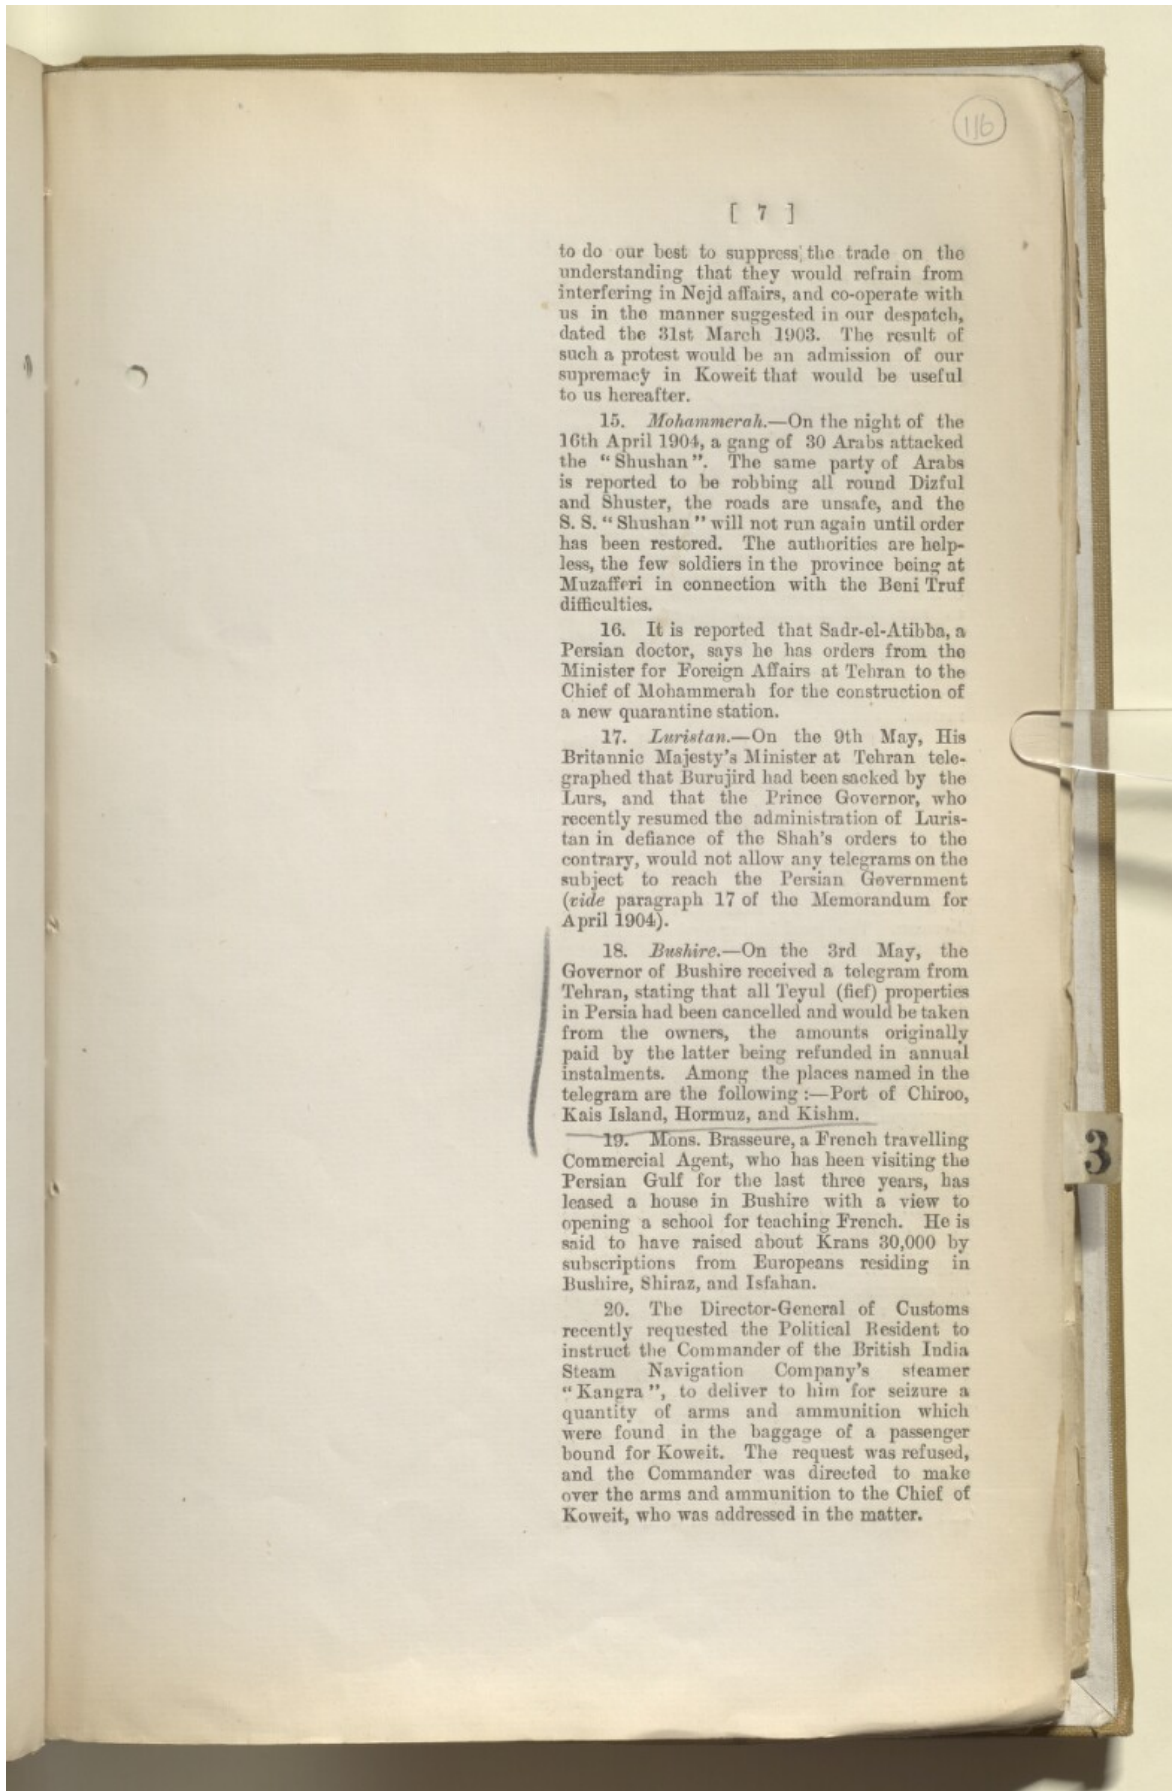 116
[ 7 ]
to do our best to suppress the trade on the
understanding that they would refrain from
interfering in Nejd affairs, and co-operate with
us in the manner suggested in our despatch,
dated the 31st March 1903. The result of
such a protest would be an admission of our
supremacy in Koweit that would be useful
to us hereafter.
15. Mohammerah.—On the night of the
16th April 1904, a gang of 30 Arabs attacked
the “Shushan”. The same party of Arabs
is reported to be robbing all round Dizful
and Shuster, the roads are unsafe, and the
S. S. “Shushan” will not run again until order
has been restored. The authorities are help-
less, the few soldiers in the province being at
Muzafferi in connection with the Beni Truf
difficulties.
16. It is reported that Sadr-el-Atibba, a
Persian doctor, says he has orders from the
Minister for Foreign Affairs at Tehran to the
Chief of Mohammerah for the construction of
a new quarantine station.
17. Luristan.—On the 9th May, His
Britannic Majesty's Minister at Tehran tele-
graphed that Burujird had been sacked by the
Lurs, and that the Prince Governor, who
recently resumed the administration of Luris-
tan in defiance of the Shah's orders to the
contrary, would not allow any telegrams on the
subject to reach the Persian Government
(vide paragraph 17 of the Memorandum for
April 1904).
18. Bushire.—On the 3rd May, the
Governor of Bushire received a telegram from
Tehran, stating that all Teyul (fief) properties
in Persia had been cancelled and would be taken
from the owners, the amounts originally
paid by the latter being refunded in annual
instalments. Among the places named in the
telegram are the following :—Port of Chiroo,
Kais Island, Hormuz, and Kishm.
19. Mons. Brasseure, a French travelling
Commercial Agent, who has been visiting the
Persian Gulf for the last three years, has
leased a house in Bushire with a view to
opening a school for teaching French. He is
said to have raised about Krans 30,000 by
subscriptions from Europeans residing in
Bushire, Shiraz, and Isfahan.
20. The Director-General of Customs
recently requested the Political Resident to
instruct the Commander of the British India
Steam Navigation Company's steamer
“Kangra”, to deliver to him for seizure a
quantity of arms and ammunition which
were found in the baggage of a passenger
bound for Koweit. The request was refused,
and the Commander was directed to make
over the arms and ammunition to the Chief of
Koweit, who was addressed in the matter.
3